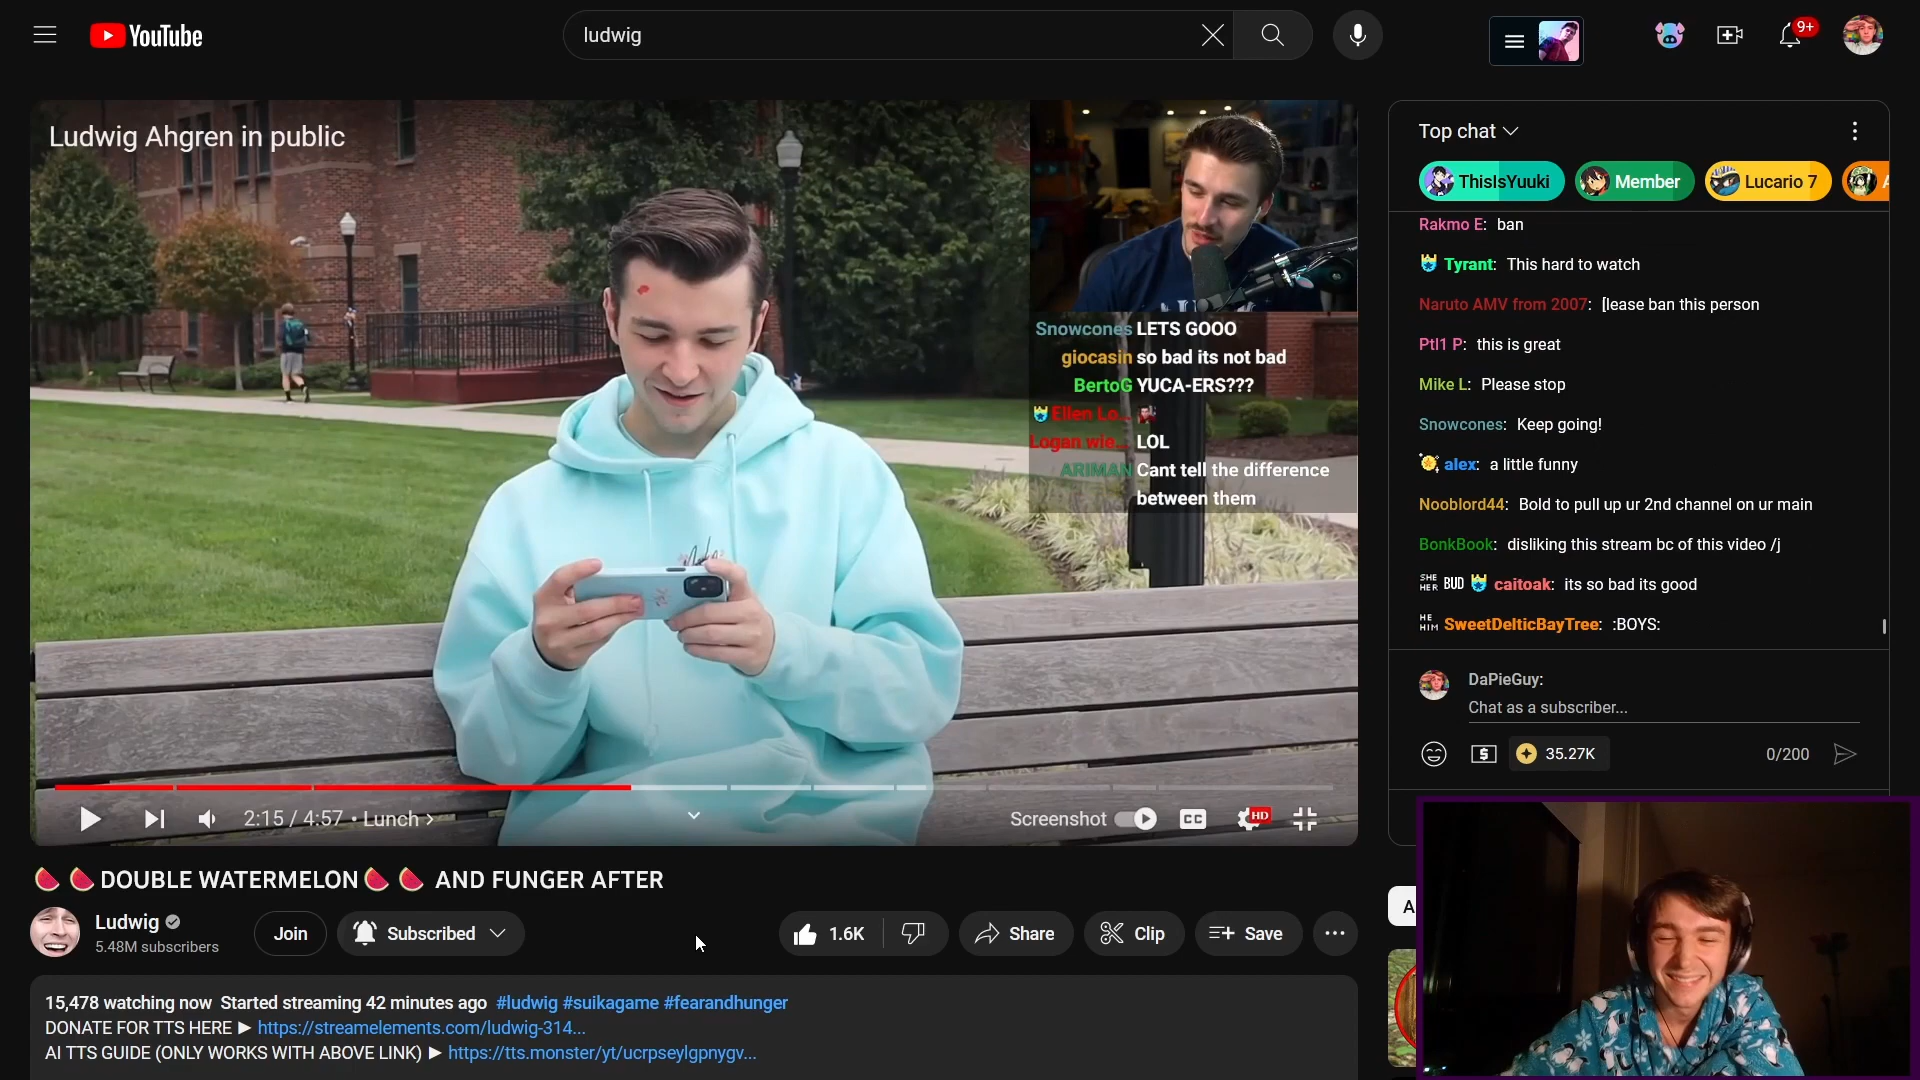 YouTube
ludwig
9+
Ludwig Ahgren in public
Snowcones LETS GOOO
giocasin so bad its not bad
BertoG YUCA-ERS???
Ellen Lo...
Logan wie... LOL
ARIMAN Cant tell the difference
between them
2:15 / 4:57 • Lunch
Screenshot
CC
HD
Top chat
ThisIsYuuki
Member
Lucario 7
Rakmo E: ban
Tyrant: This hard to watch
Naruto AMV from 2007: [lease ban this person
Ptl1 P: this is great
Mike L: Please stop
Snowcones: Keep going!
alex: a little funny
Nooblord44: Bold to pull up ur 2nd channel on ur main
BonkBook: disliking this stream bc of this video /j
SHE HER BUD caitoak: its so bad its good
HE HIM SweetDelticBayTree: :BOYS:
DaPieGuy:
Chat as a subscriber...
35.27K
0/200
🍉🍉DOUBLE WATERMELON🍉🍉 AND FUNGER AFTER
Ludwig
5.48M subscribers
Join
Subscribed
1.6K
Share
Clip
Save
15,478 watching now Started streaming 42 minutes ago #ludwig #suikagame #fearandhunger
DONATE FOR TTS HERE ► https://streamelements.com/ludwig-314...
AI TTS GUIDE (ONLY WORKS WITH ABOVE LINK) ► https://tts.monster/yt/ucrpseylgpnygv...